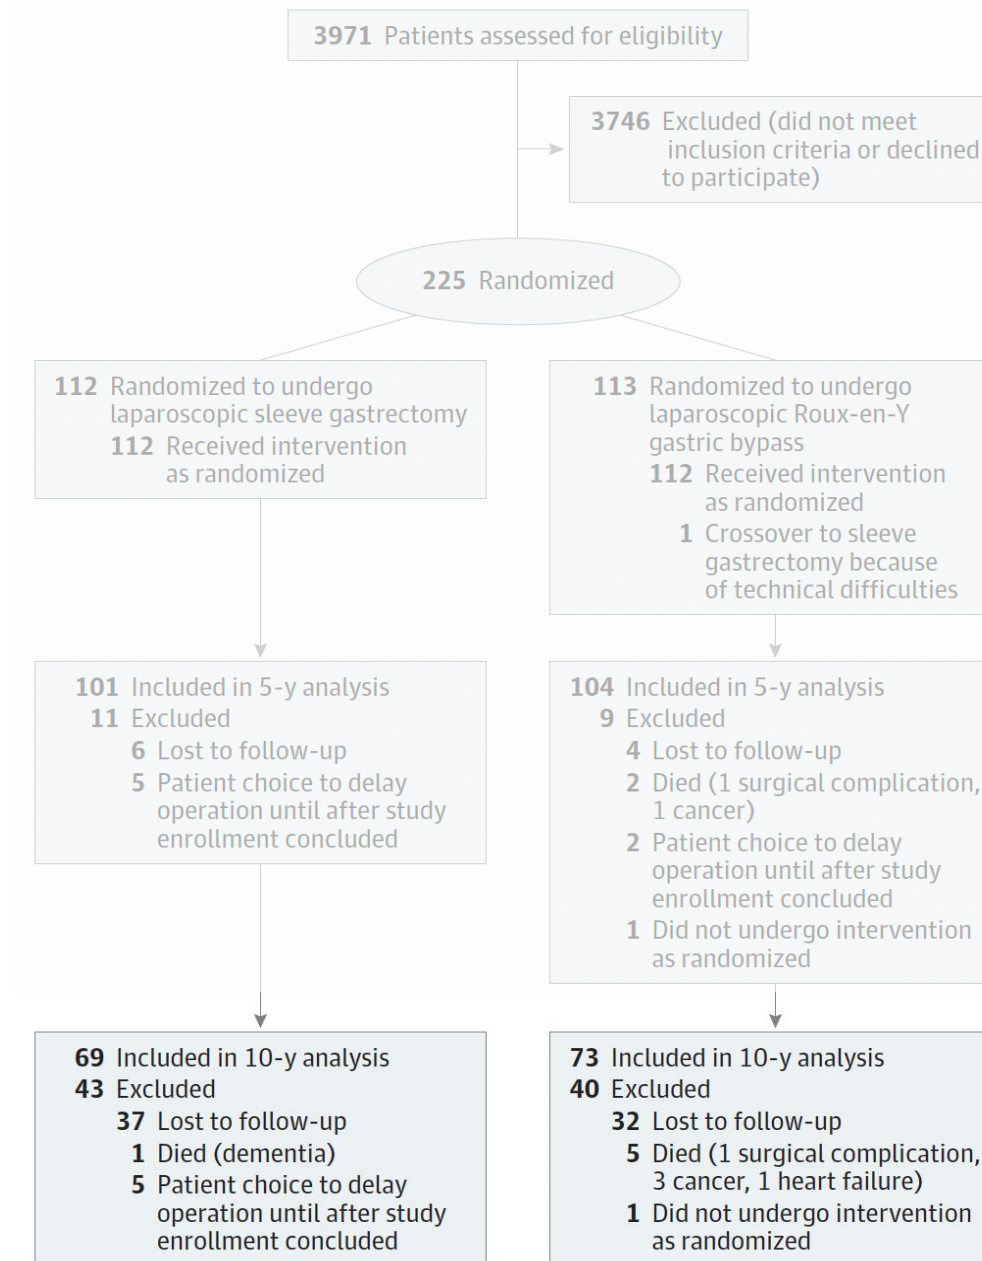 3971 Patients assessed for eligibility
3746 Excluded (did not meet
inclusion criteria or declined
to participate)
225 Randomized
112 Randomized to undergo
laparoscopic sleeve gastrectomy
112 Received intervention
as randomized
113 Randomized to undergo
laparoscopic Roux-en-Y
gastric bypass
112 Received intervention
as randomized
1 Crossover to sleeve
gastrectomy because
of technical difficulties
101 Included in 5-y analysis
11 Excluded
6 Lost to follow-up
5 Patient choice to delay
operation until after study
enrollment concluded
104 Included in 5-y analysis
9 Excluded
4 Lost to follow-up
2 Died (1 surgical complication,
1 cancer)
2 Patient choice to delay
operation until after study
enrollment concluded
1 Did not undergo intervention
as randomized
69 Included in 10-y analysis
43 Excluded
37 Lost to follow-up
1 Died (dementia)
5 Patient choice to delay
operation until after study
enrollment concluded
73 Included in 10-y analysis
40 Excluded
32 Lost to follow-up
5 Died (1 surgical complication,
3 cancer, 1 heart failure)
1 Did not undergo intervention
as randomized